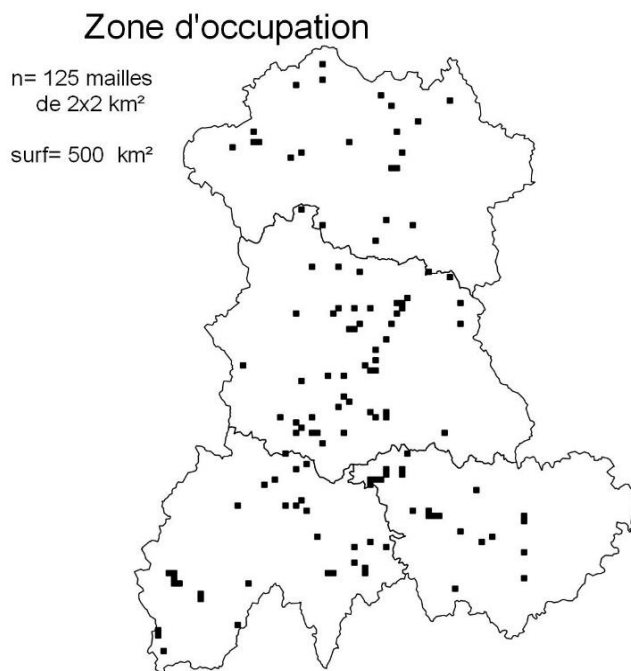 Zone d'occupation
n= 125 mailles
de 2x2 km²
surf= 500 km²